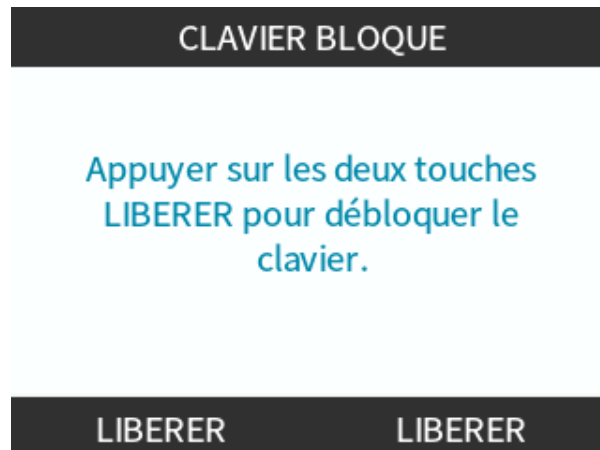 CLAVIER BLOQUE
Appuyer sur les deux touches
LIBERER pour débloquer le
clavier.
LIBERER LIBERER